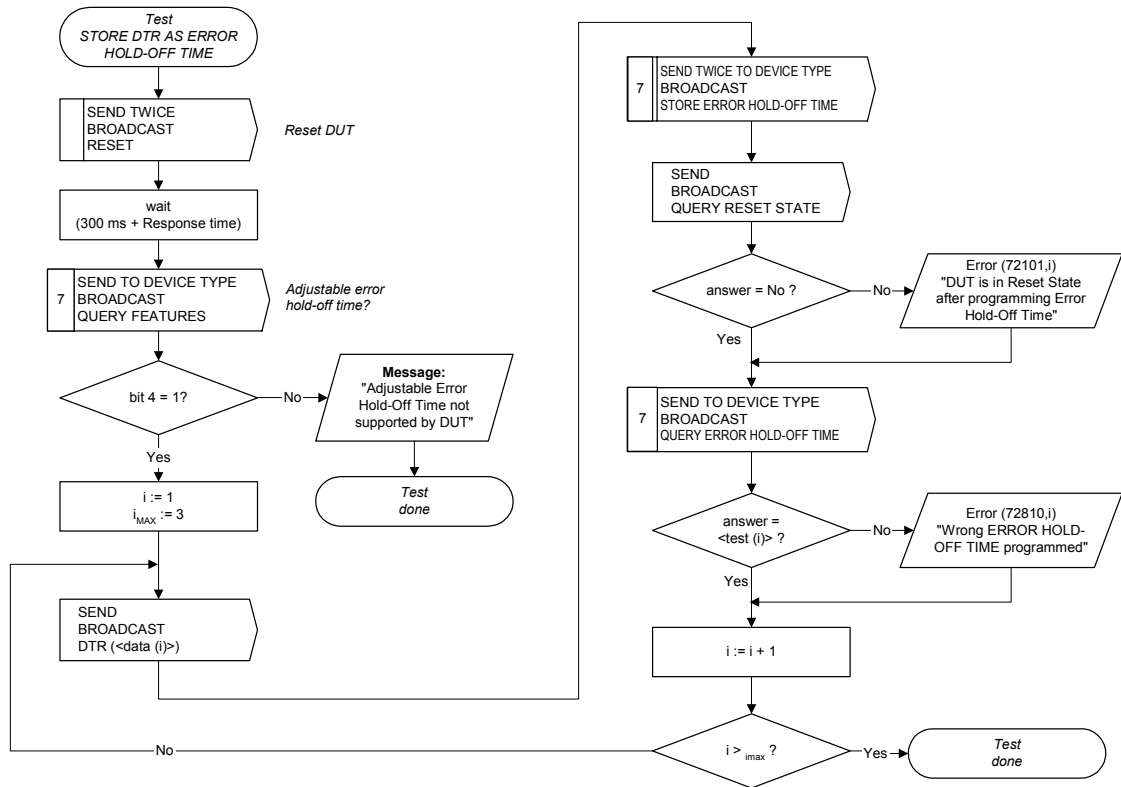 Test
STORE DTR AS ERROR
HOLD-OFF TIME
SEND TWICE
BROADCAST
RESET
Reset DUT
wait
(300 ms + Response time)
7
SEND TO DEVICE TYPE
BROADCAST
QUERY FEATURES
Adjustable error
hold-off time?
bit 4 = 1?
No
Message:
"Adjustable Error
Hold-Off Time not
supported by DUT"
Test
done
Yes
i := 1
iMAX := 3
SEND
BROADCAST
DTR (<data (i)>)
7
SEND TWICE TO DEVICE TYPE
BROADCAST
STORE ERROR HOLD-OFF TIME
SEND
BROADCAST
QUERY RESET STATE
answer = No ?
No
Error (72101,i)
"DUT is in Reset State
after programming Error
Hold-Off Time"
Yes
7
SEND TO DEVICE TYPE
BROADCAST
QUERY ERROR HOLD-OFF TIME
answer =
<test (i)> ?
No
Error (72810,i)
"Wrong ERROR HOLD-
OFF TIME programmed"
Yes
i := i + 1
i > imax ?
No
Yes
Test
done